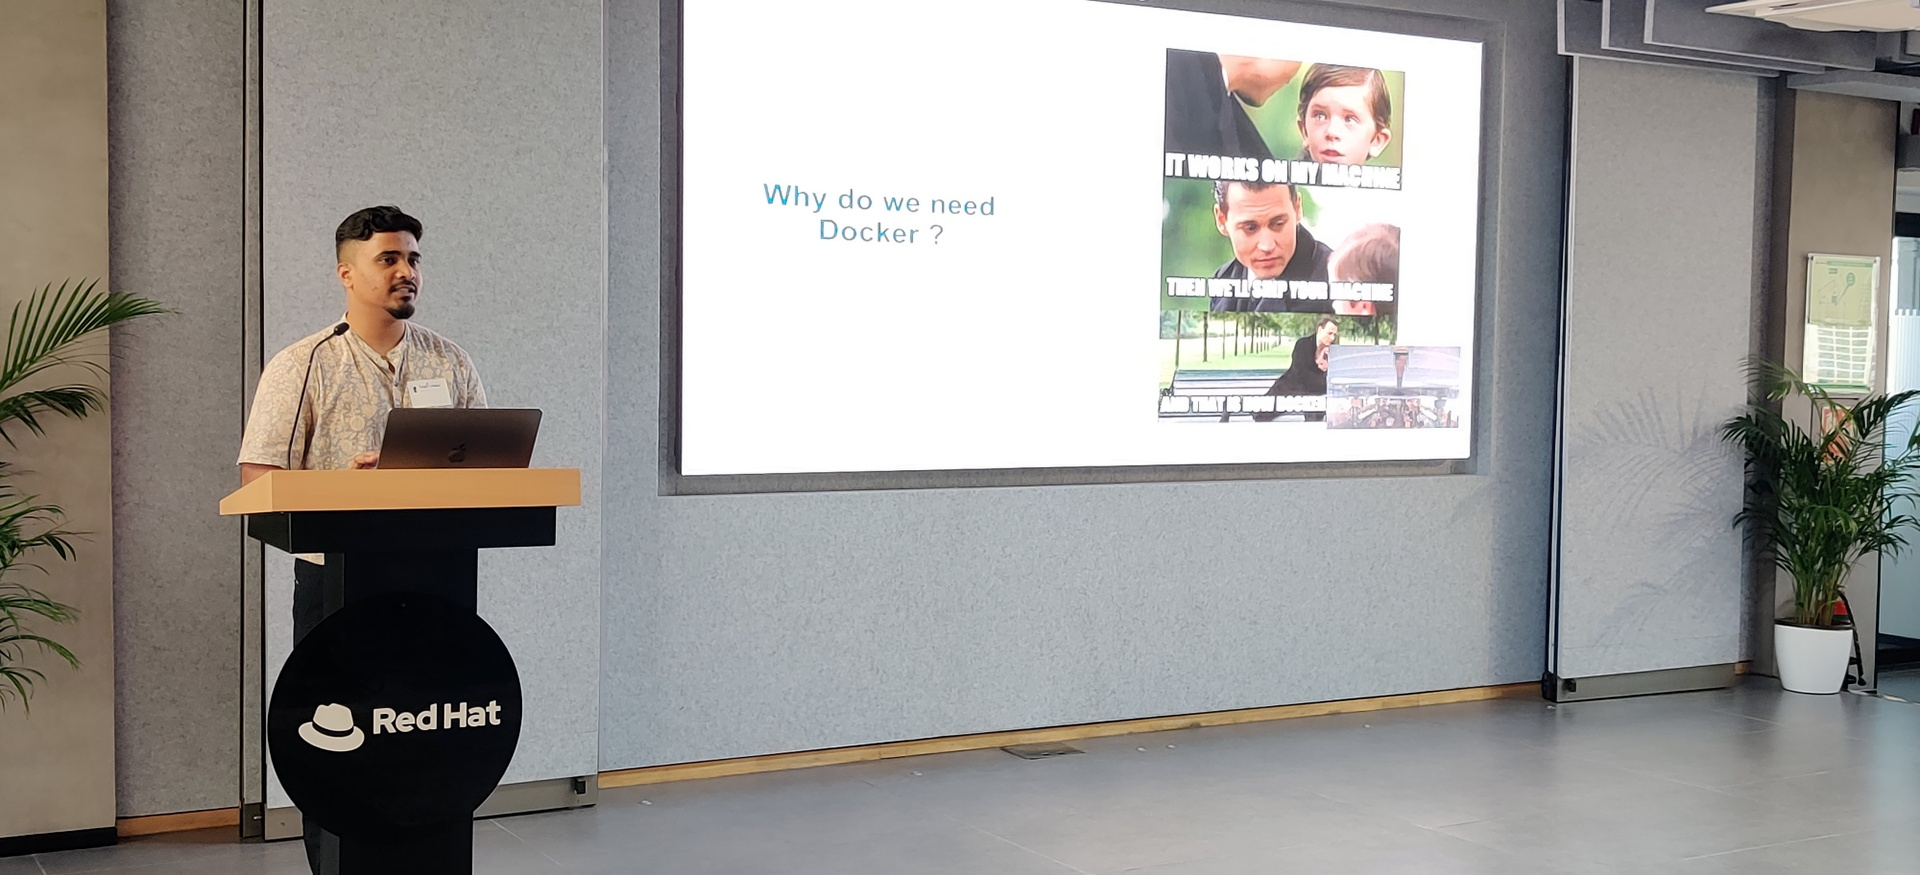 Why do we need
Docker ?
IT WORKS ON MY MACHINE
THEN WE'LL SHIP YOUR MACHINE
AND THAT IS HOW DOCKER
Red Hat